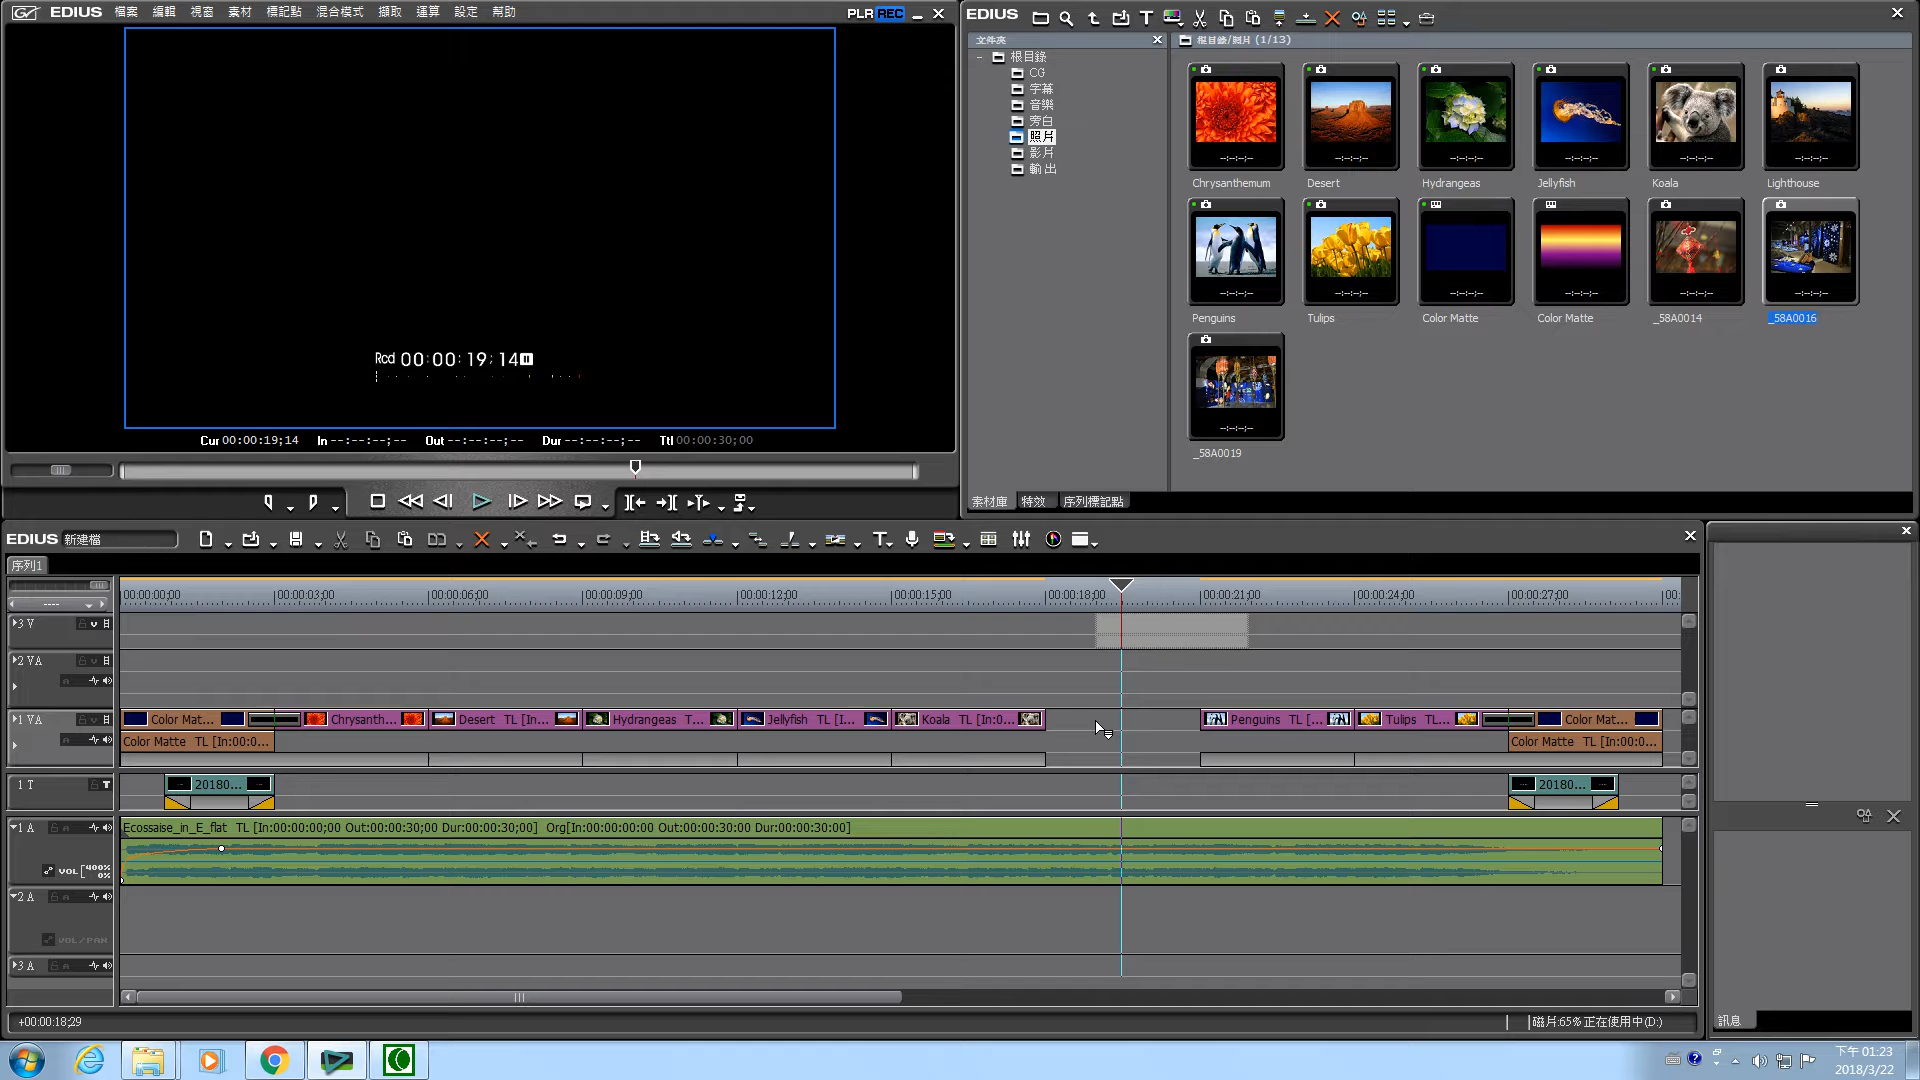 EDIUS 檔案 編輯 視窗 素材 標記點 混合模式 擷取 運算 設定 幫助
PLR REC
Rcd 00:00:19;14
Cur 00:00:19;14 In --:--:--;-- Out --:--:--;-- Dur --:--:--;-- Ttl 00:00:30;00
EDIUS
文件夾
根目錄
CG
字幕
音樂
旁白
照片
影片
輸出
根目錄/照片 (1/13)
--:--:--;-- --:--:--;-- --:--:--;-- --:--:--;-- --:--:--;-- --:--:--;--
Chrysanthemum Desert Hydrangeas Jellyfish Koala Lighthouse
--:--:--;-- --:--:--;-- --:--:--;-- --:--:--;-- --:--:--;-- --:--:--;--
Penguins Tulips Color Matte Color Matte _58A0014 _58A0016
--:--:--;--
_58A0019
素材庫 特效 序列標記點
EDIUS 新建檔
序列1
00:00:00;00 00:00:03;00 00:00:06;00 00:00:09;00 00:00:12;00 00:00:15;00 00:00:18;00 00:00:21;00 00:00:24;00 00:00:27;00 00:
3 V
2 VA
1 VA
Color Mat... Chrysanth... Desert TL [In... Hydrangeas T... Jellyfish TL [I... Koala TL [In:0... Penguins TL [... Tulips TL... Color Mat...
Color Matte TL [In:00:0... Color Matte TL [In:00:0...
1 T
20180... 20180...
1 A
Ecossaise_in_E_flat TL [In:00:00:00;00 Out:00:00:30;00 Dur:00:00:30;00] Org[In:00:00:00:00 Out:00:00:30:00 Dur:00:00:30:00]
VOL 400% 0%
2 A
VOL/PAN
3 A
+00:00:18;29
磁片:65% 正在使用中(D:)
訊息
下午 01:23
2018/3/22